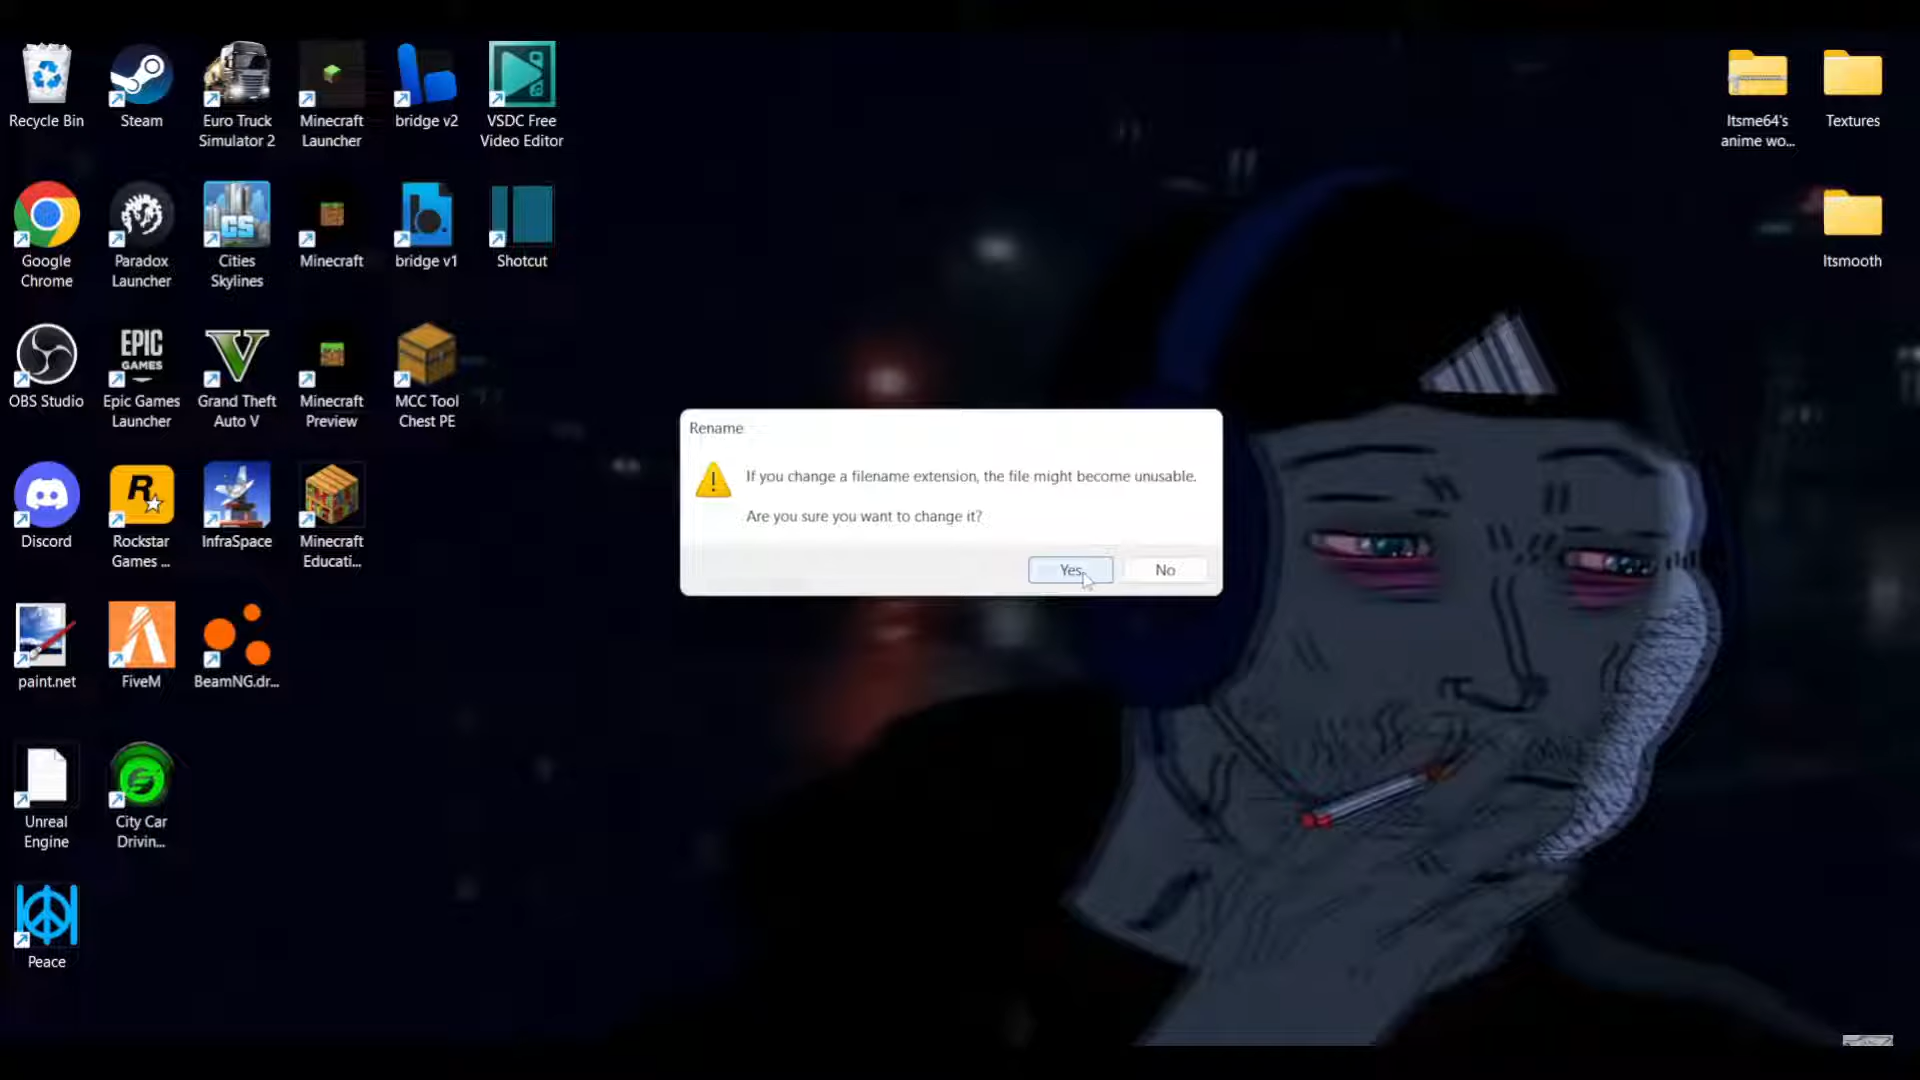 Recycle Bin
Steam
Euro Truck
Simulator 2
Minecraft
Launcher
bridge v2
VSDC Free
Video Editor
Itsme64's
anime wo...
Textures
Google
Chrome
Paradox
Launcher
CS
Cities
Skylines
Minecraft
bridge v1
Shotcut
Itsmooth
OBS Studio
EPIC
GAMES
Epic Games
Launcher
V
Grand Theft
Auto V
Minecraft
Preview
MCC Tool
Chest PE
Rename
If you change a filename extension, the file might become unusable.
Are you sure you want to change it?
Yes
No
Discord
R
Rockstar
Games ...
InfraSpace
Minecraft
Educati...
paint.net
FiveM
BeamNG.dr...
Unreal
Engine
City Car
Drivin...
Peace